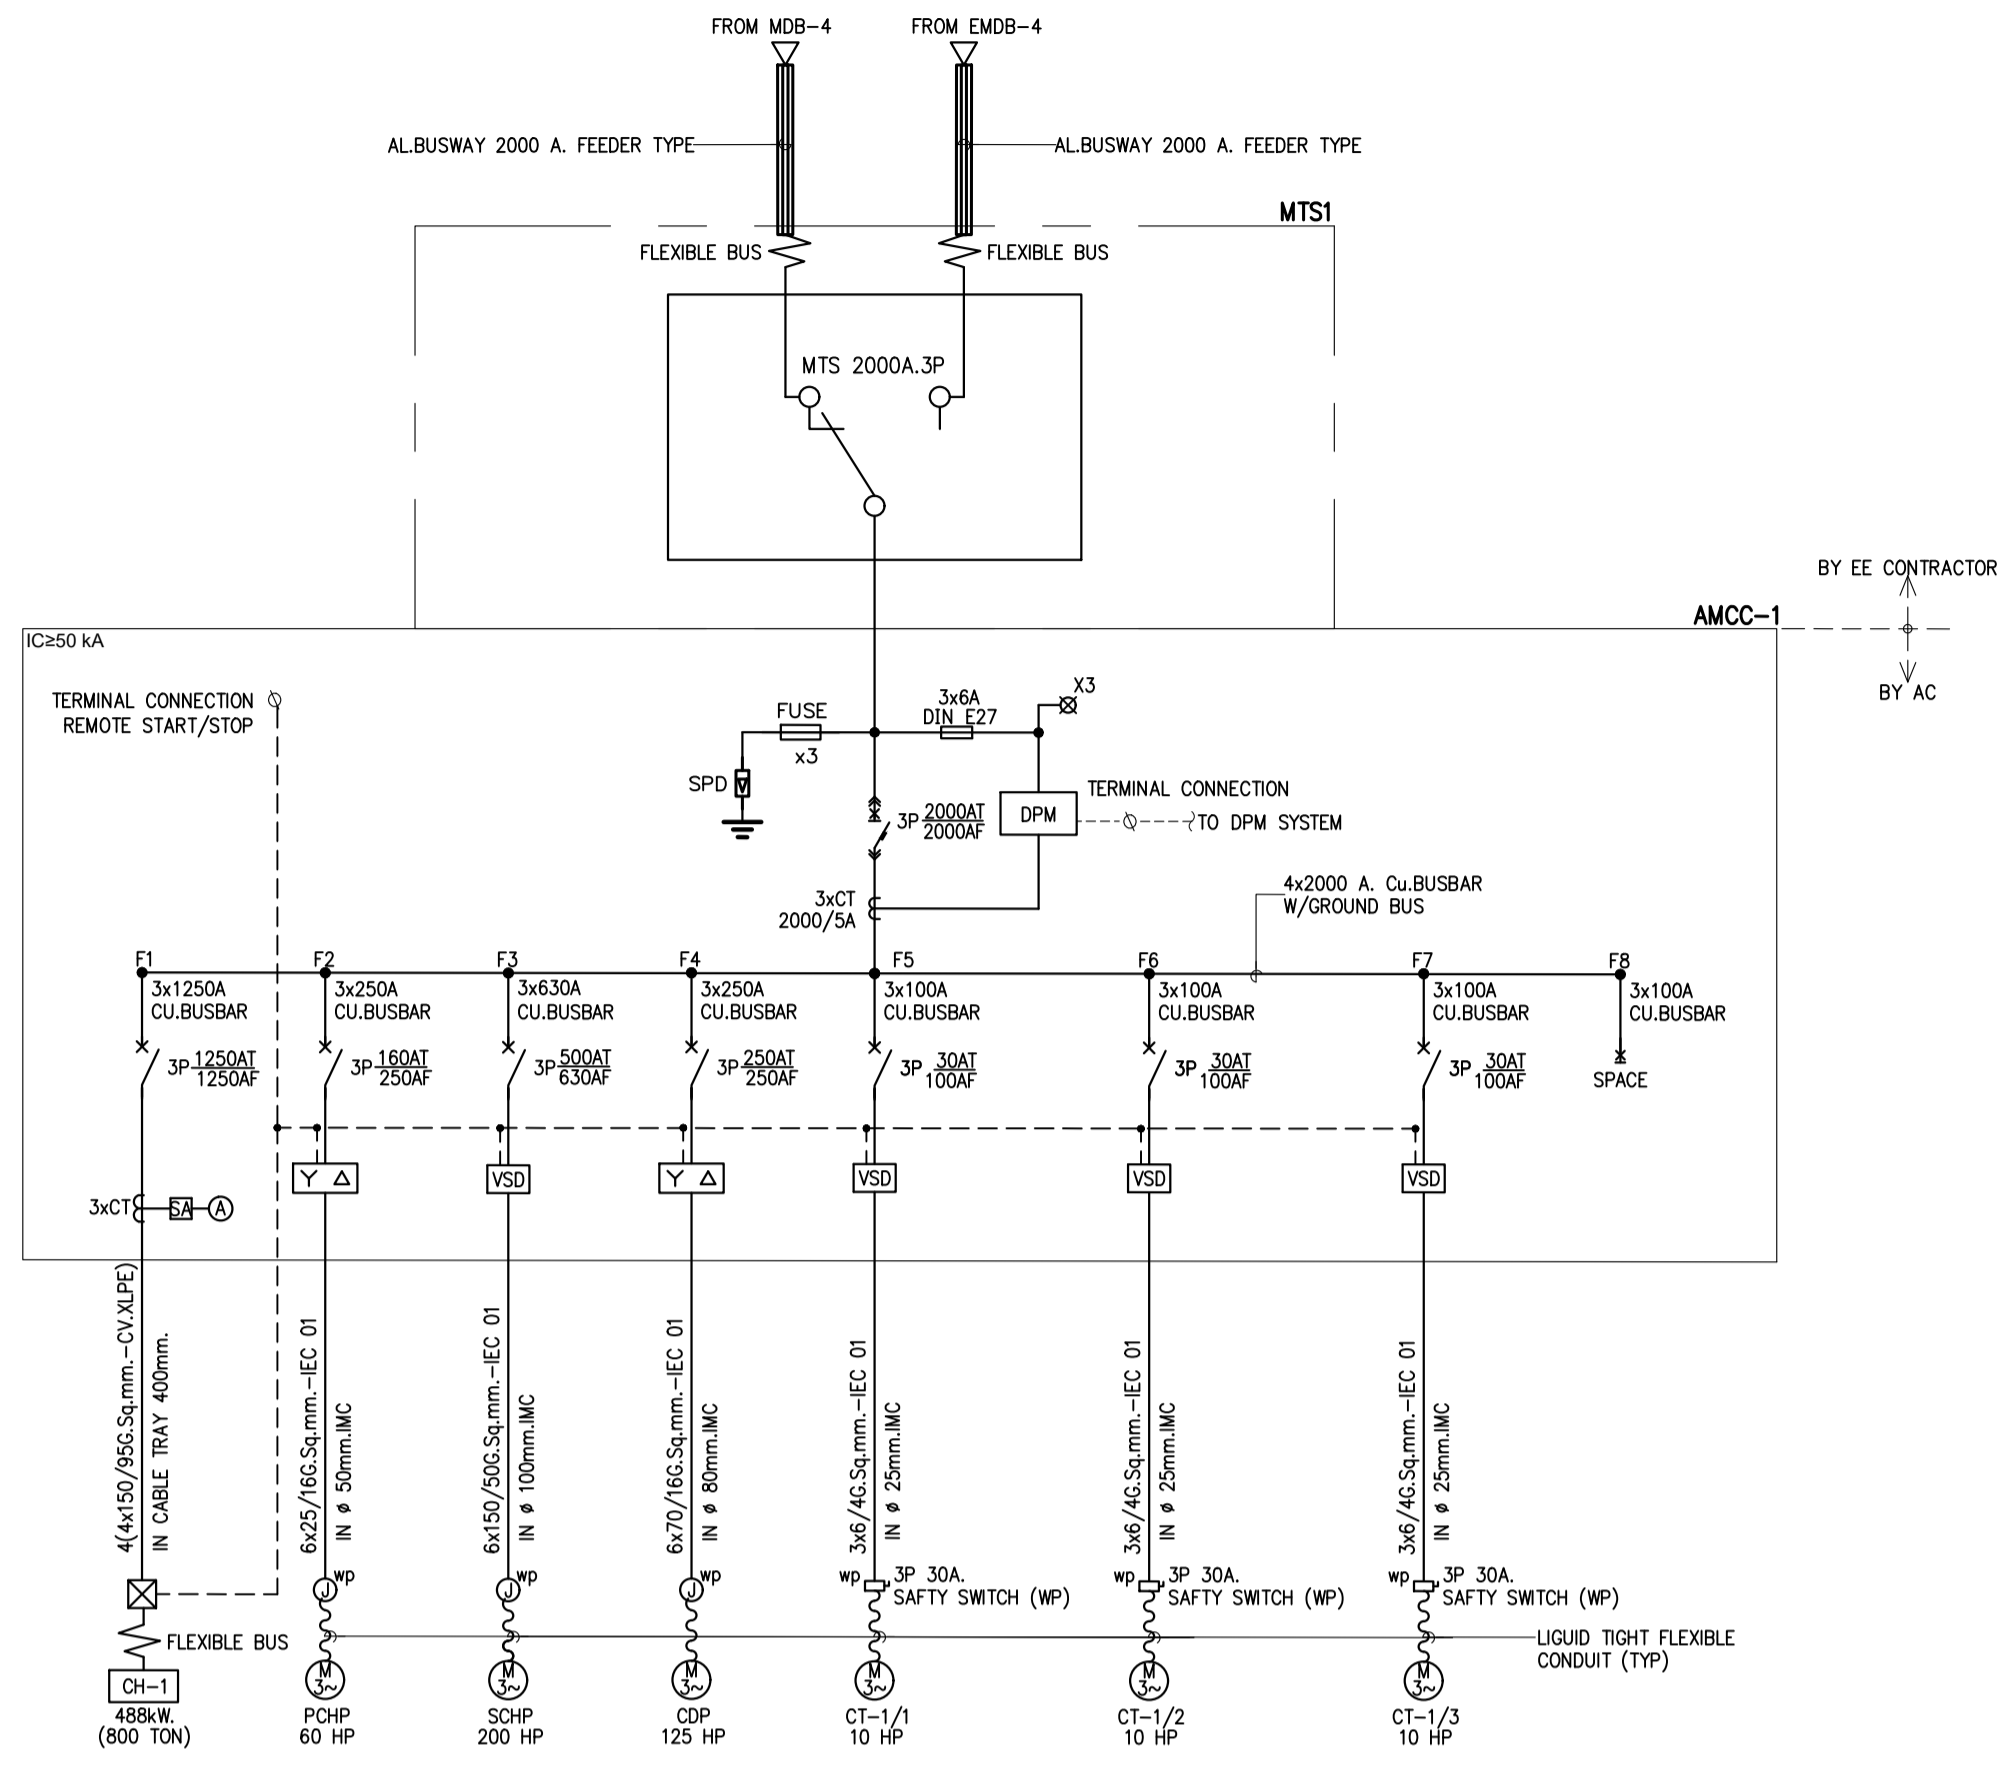 FROM MDB-4
FROM EMDB-4
AL.BUSWAY 2000 A. FEEDER TYPE
AL.BUSWAY 2000 A. FEEDER TYPE
MTS1
FLEXIBLE BUS
FLEXIBLE BUS
MTS 2000A.3P
BY EE CONTRACTOR
AMCC-1
BY AC
IC≥50 kA
TERMINAL CONNECTION
REMOTE START/STOP
FUSE
x3
SPD
3x6A
DIN E27
X3
3P 2000AT
2000AF
DPM
TERMINAL CONNECTION
TO DPM SYSTEM
3xCT
2000/5A
4x2000 A. Cu.BUSBAR
W/GROUND BUS
F1
F2
F3
F4
F5
F6
F7
F8
3x1250A
CU.BUSBAR
3x250A
CU.BUSBAR
3x630A
CU.BUSBAR
3x250A
CU.BUSBAR
3x100A
CU.BUSBAR
3x100A
CU.BUSBAR
3x100A
CU.BUSBAR
3x100A
CU.BUSBAR
3P 1250AT
1250AF
3P 160AT
250AF
3P 500AT
630AF
3P 250AT
250AF
3P 30AT
100AF
3P 30AT
100AF
3P 30AT
100AF
SPACE
Y Δ
VSD
Y Δ
VSD
VSD
VSD
3xCT
SA
A
4(4x150/95G.Sq.mm.-CV.XLPE)
IN CABLE TRAY 400mm.
6x25/16G.Sq.mm.-IEC 01
IN ø 50mm.IMC
6x150/50G.Sq.mm.-IEC 01
IN ø 100mm.IMC
6x70/16G.Sq.mm.-IEC 01
IN ø 80mm.IMC
3x6/4G.Sq.mm.-IEC 01
IN ø 25mm.IMC
3x6/4G.Sq.mm.-IEC 01
IN ø 25mm.IMC
3x6/4G.Sq.mm.-IEC 01
IN ø 25mm.IMC
J wp
J wp
J wp
wp
3P 30A.
SAFTY SWITCH (WP)
wp
3P 30A.
SAFTY SWITCH (WP)
wp
3P 30A.
SAFTY SWITCH (WP)
FLEXIBLE BUS
LIGUID TIGHT FLEXIBLE
CONDUIT (TYP)
CH-1
488kW.
(800 TON)
M
3~
PCHP
60 HP
M
3~
SCHP
200 HP
M
3~
CDP
125 HP
M
3~
CT-1/1
10 HP
M
3~
CT-1/2
10 HP
M
3~
CT-1/3
10 HP